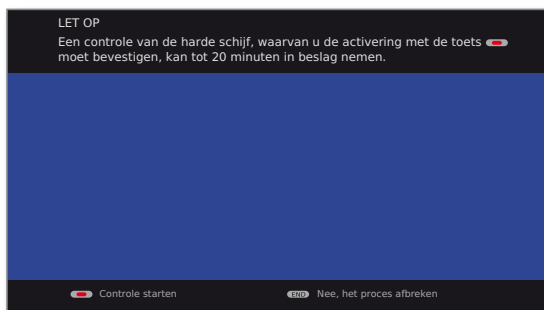 LET OP
Een controle van de harde schijf, waarvan u de activering met de toets
moet bevestigen, kan tot 20 minuten in beslag nemen.
Controle starten
END Nee, het proces afbreken